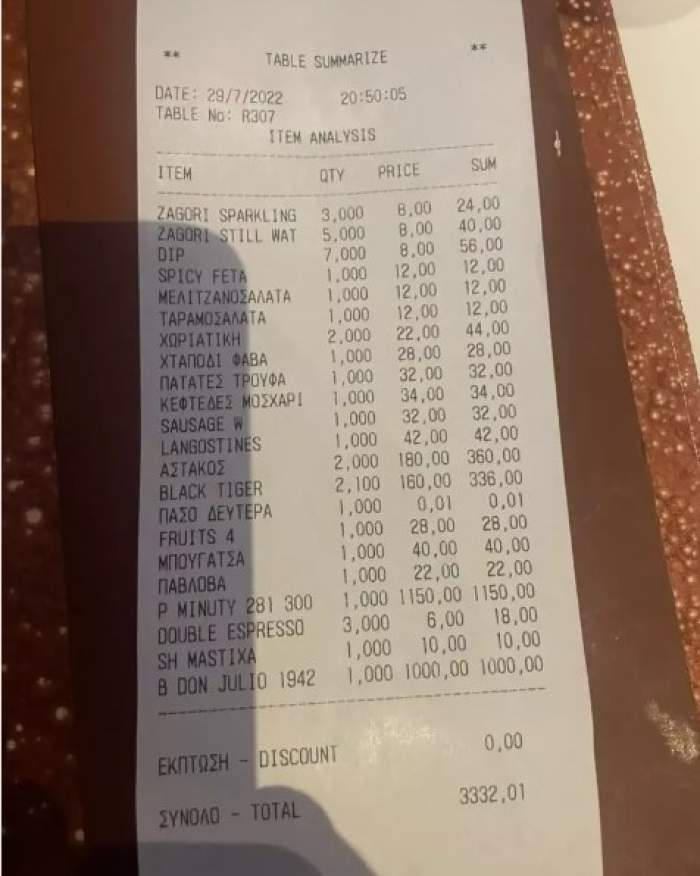 ** TABLE SUMMARIZE **
DATE: 29/7/2022 20:50:05
TABLE No: R307
ITEM ANALYSIS
ITEM QTY PRICE SUM
ZAGORI SPARKLING 3,000 8,00 24,00
ZAGORI STILL WAT 5,000 8,00 40,00
DIP 7,000 8,00 56,00
SPICY FETA 1,000 12,00 12,00
ΜΕΛΙΤΖΑΝΟΣΑΛΑΤΑ 1,000 12,00 12,00
ΤΑΡΑΜΟΣΑΛΑΤΑ 1,000 12,00 12,00
ΧΩΡΙΑΤΙΚΗ 2,000 22,00 44,00
ΧΤΑΠΟΔΙ ΦΑΒΑ 1,000 28,00 28,00
ΠΑΤΑΤΕΣ ΤΡΟΥΦΑ 1,000 32,00 32,00
ΚΕΦΤΕΔΕΣ ΜΟΣΧΑΡΙ 1,000 34,00 34,00
SAUSAGE W 1,000 32,00 32,00
LANGOSTINES 1,000 42,00 42,00
ΑΣΤΑΚΟΣ 2,000 180,00 360,00
BLACK TIGER 2,100 160,00 336,00
ΠΑΣΟ ΔΕΥΤΕΡΑ 1,000 0,01 0,01
FRUITS 4 1,000 28,00 28,00
ΜΠΟΥΓΑΤΣΑ 1,000 40,00 40,00
ΠΑΒΛΟΒΑ 1,000 22,00 22,00
P MINUTY 281 300 1,000 1150,00 1150,00
DOUBLE ESPRESSO 3,000 6,00 18,00
SH MASTIXA 1,000 10,00 10,00
B DON JULIO 1942 1,000 1000,00 1000,00
ΕΚΠΤΩΣΗ - DISCOUNT 0,00
ΣΥΝΟΛΟ - TOTAL 3332,01